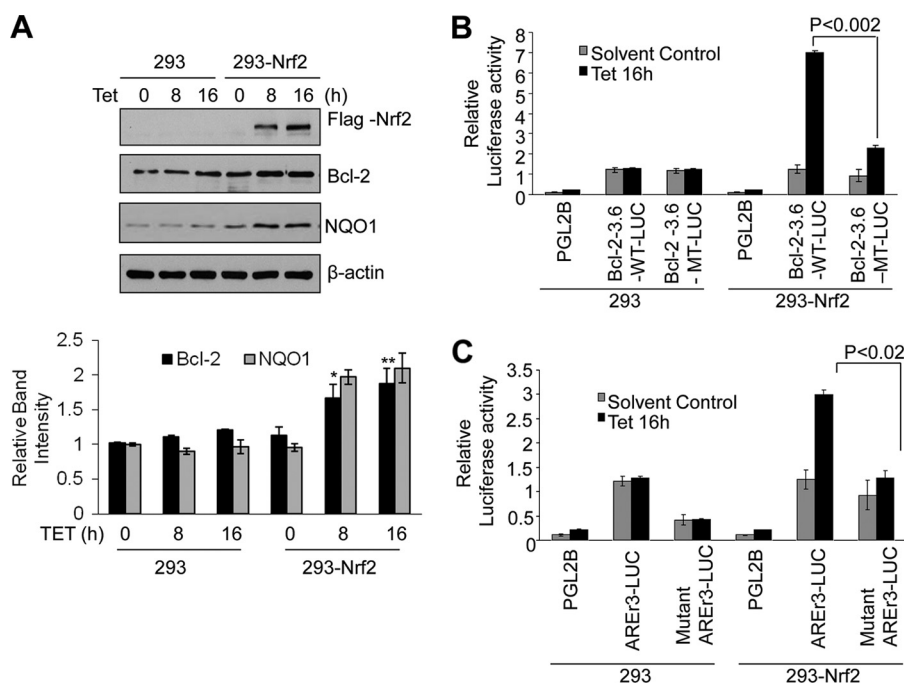 A
293 293-Nrf2
Tet 0 8 16 0 8 16 (h)
Flag -Nrf2
Bcl-2
NQO1
β-actin
2.5
2
1.5
1
0.5
0
Relative Band
Intensity
Bcl-2 NQO1
* **
TET (h) 0 8 16 0 8 16
293 293-Nrf2
B
P<0.002
Solvent Control
Tet 16h
Relative
Luciferase activity
8
7
6
5
4
3
2
1
0
PGL2B
Bcl-2-3.6
-WT-LUC
Bcl-2 -3.6
- MT-LUC
PGL2B
Bcl-2-3.6
-WT-LUC
Bcl-2-3.6
–MT-LUC
293 293-Nrf2
C
P<0.02
Solvent Control
Tet 16h
Relative
Luciferase activity
3.5
3
2.5
1.5
1
0.5
0
PGL2B
AREr3-LUC
Mutant
AREr3-LUC
PGL2B
AREr3-LUC
Mutant
AREr3-LUC
293 293-Nrf2